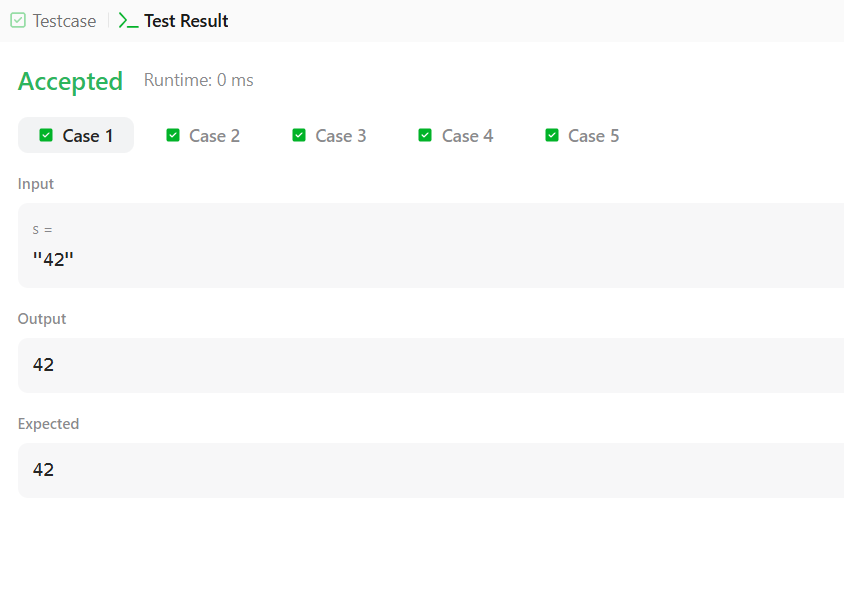 Testcase Test Result
Accepted Runtime: 0 ms
Case 1 Case 2 Case 3 Case 4 Case 5
Input
s =
"42"
Output
42
Expected
42